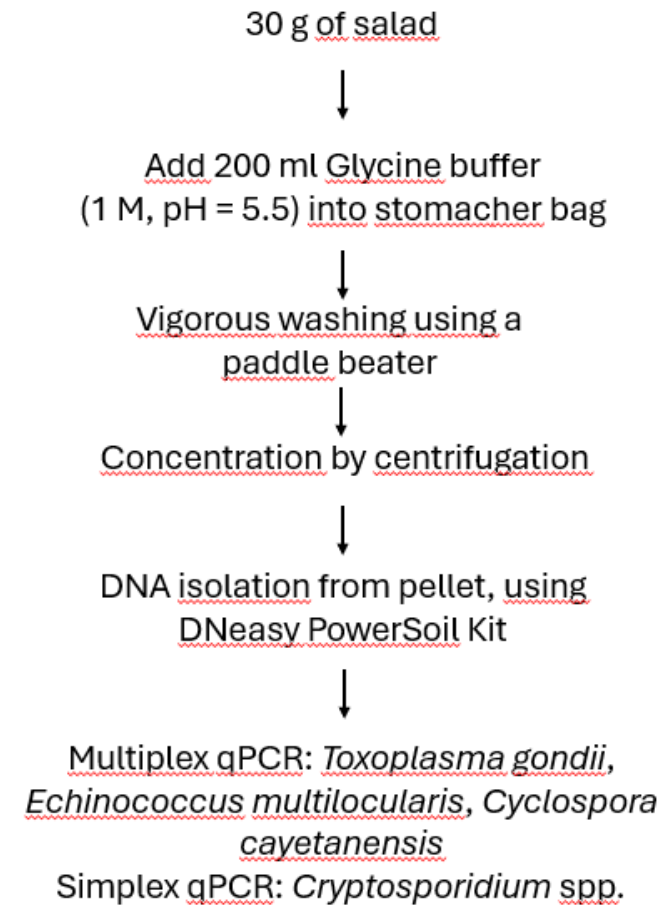 30 g of salad
Add 200 ml Glycine buffer
(1 M, pH = 5.5) into stomacher bag
Vigorous washing using a
paddle beater
Concentration by centrifugation
DNA isolation from pellet, using
DNeasy PowerSoil Kit
Multiplex qPCR: Toxoplasma gondii,
Echinococcus multilocularis, Cyclospora
cayetanensis
Simplex qPCR: Cryptosporidium spp.